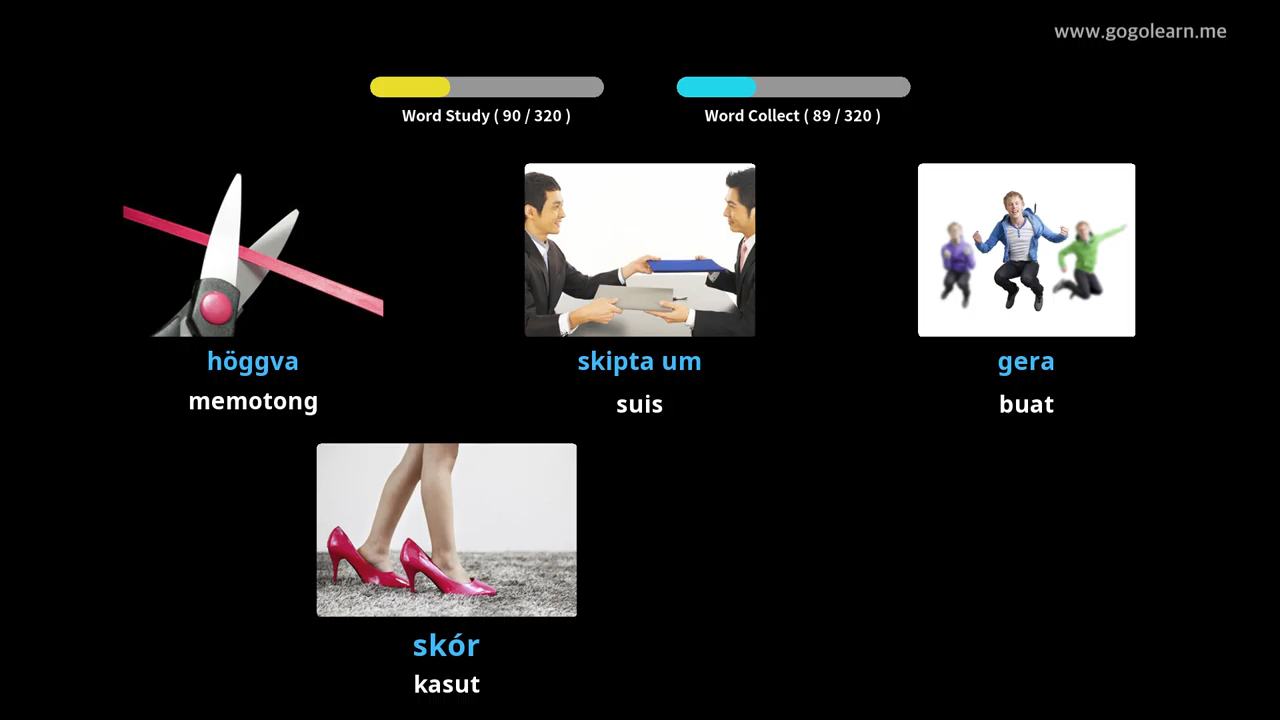 www.gogolearn.me
Word Study ( 90 / 320 )
Word Collect ( 89 / 320 )
höggva
memotong
skipta um
suis
gera
buat
skór
kasut